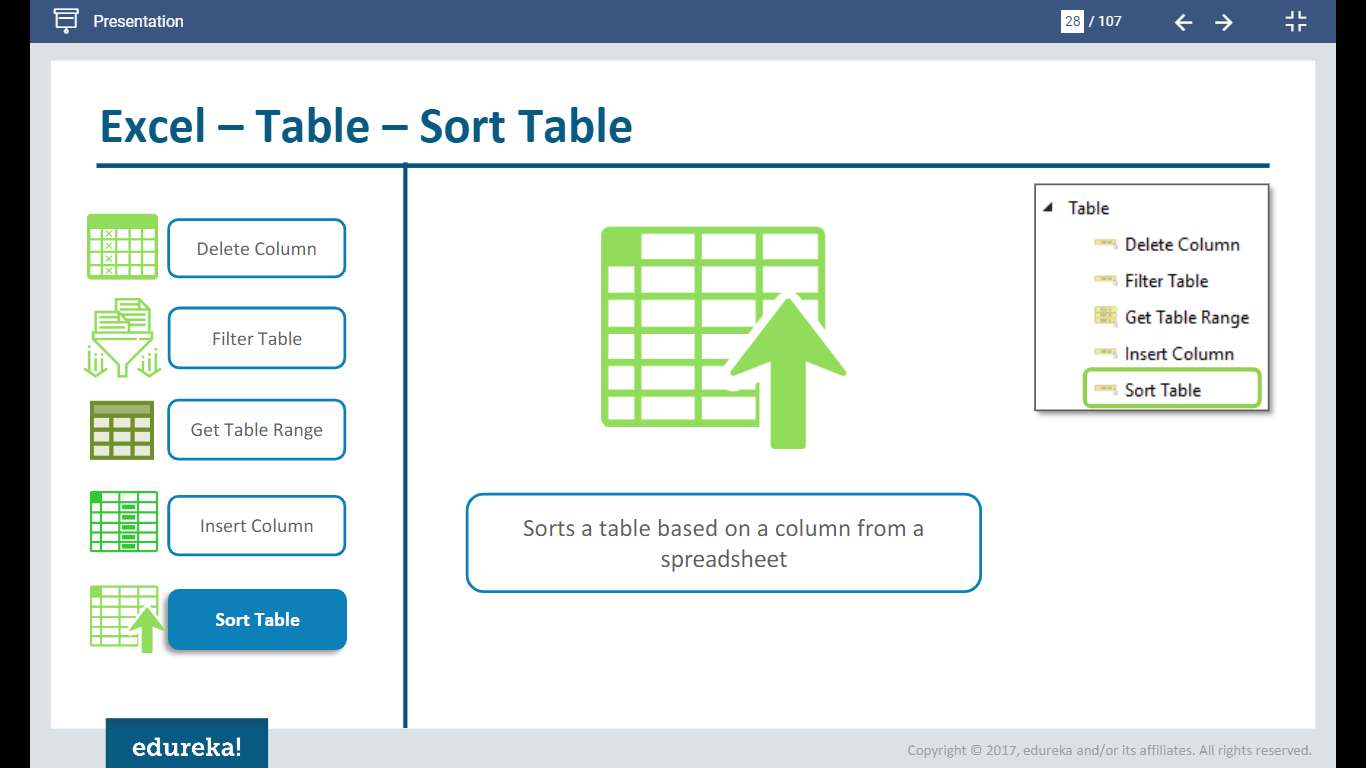 Presentation
28 / 107
Excel – Table – Sort Table
Delete Column
Filter Table
Get Table Range
Insert Column
Sort Table
Sorts a table based on a column from a
spreadsheet
Table
Delete Column
Filter Table
Get Table Range
Insert Column
Sort Table
edureka!
Copyright © 2017, edureka and/or its affiliates. All rights reserved.